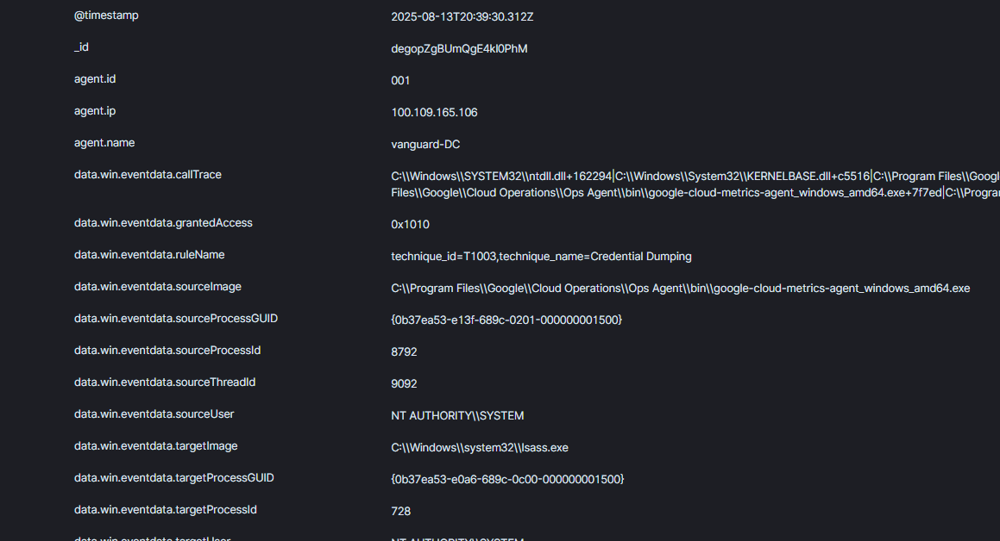 @timestamp 2025-08-13T20:39:30.312Z
_id degopZgBUmQgE4kI0PhM
agent.id 001
agent.ip 100.109.165.106
agent.name vanguard-DC
data.win.eventdata.callTrace C:\\Windows\\SYSTEM32\\ntdll.dll+162294|C:\\Windows\\System32\\KERNELBASE.dll+c5516|C:\\Program Files\\Googl
Files\\Google\\Cloud Operations\\Ops Agent\\bin\\google-cloud-metrics-agent_windows_amd64.exe+7f7ed|C:\\Progra
data.win.eventdata.grantedAccess 0x1010
data.win.eventdata.ruleName technique_id=T1003,technique_name=Credential Dumping
data.win.eventdata.sourceImage C:\\Program Files\\Google\\Cloud Operations\\Ops Agent\\bin\\google-cloud-metrics-agent_windows_amd64.exe
data.win.eventdata.sourceProcessGUID {0b37ea53-e13f-689c-0201-000000001500}
data.win.eventdata.sourceProcessId 8792
data.win.eventdata.sourceThreadId 9092
data.win.eventdata.sourceUser NT AUTHORITY\\SYSTEM
data.win.eventdata.targetImage C:\\Windows\\system32\\lsass.exe
data.win.eventdata.targetProcessGUID {0b37ea53-e0a6-689c-0c00-000000001500}
data.win.eventdata.targetProcessId 728
data.win.eventdata.targetUser NT AUTHORITY\\SYSTEM